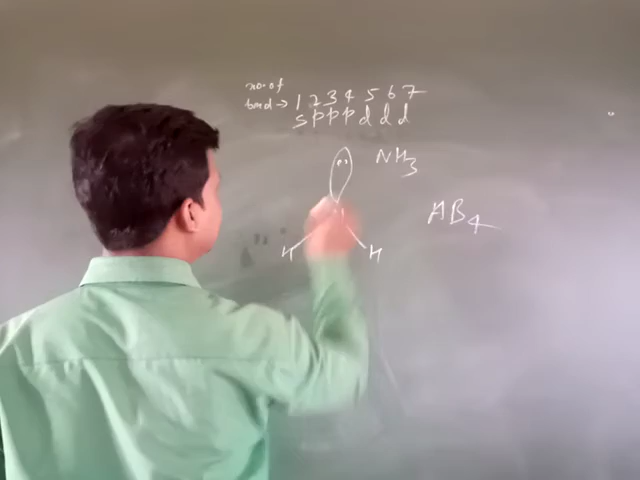 no. of
bond → 1 2 3 4 5 6 7
s p p p d d d
NH3
AB4
H H